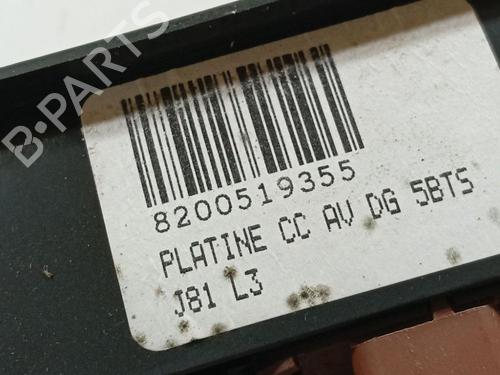 B-PARTS
8200519355
PLATINE CC AV DG 5BTS
J81 L3